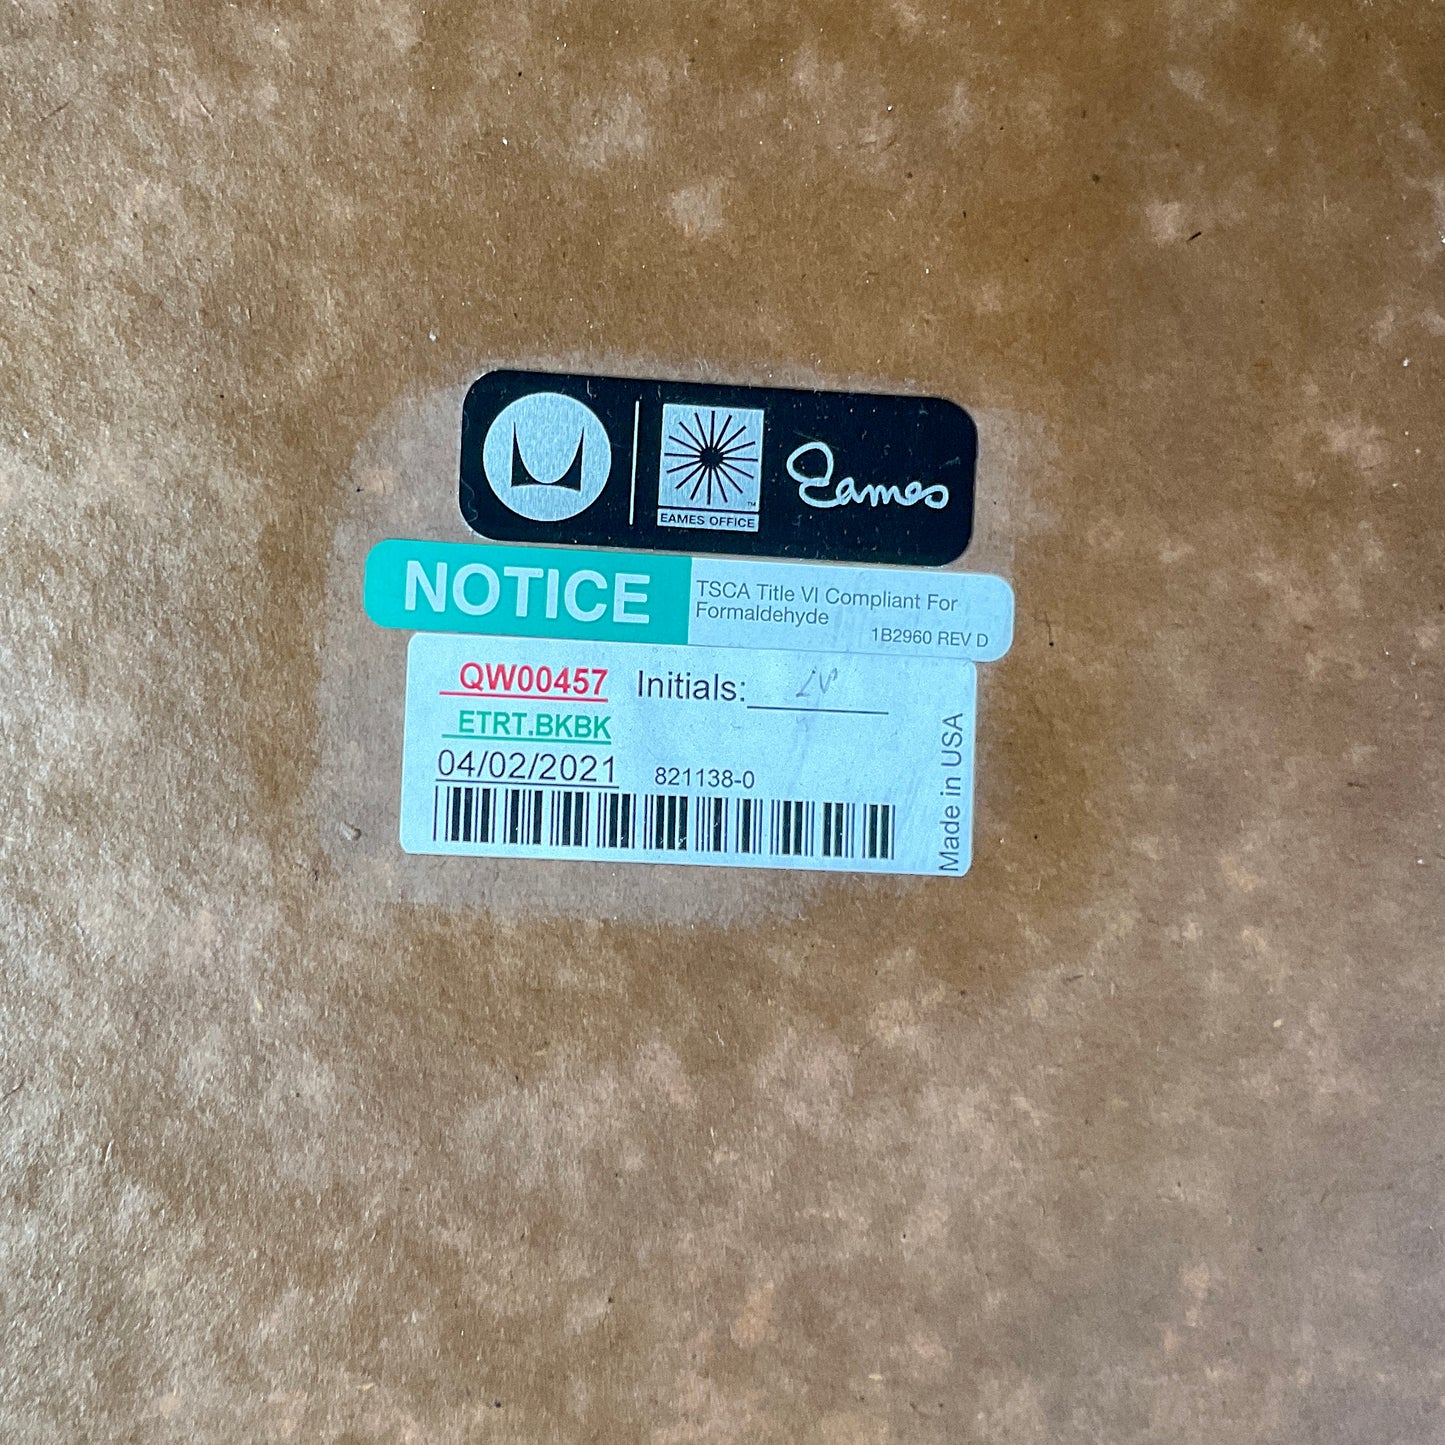 EAMES OFFICE
Eames
NOTICE
TSCA Title VI Compliant For
Formaldehyde
1B2960 REV D
QW00457 Initials:
ETRT.BKBK
04/02/2021 821138-0
Made in USA